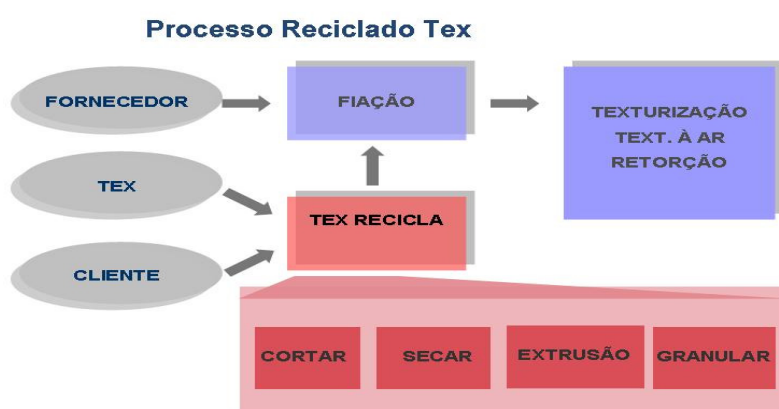 Processo Reciclado Tex
FORNECEDOR
FIAÇÃO
TEXTURIZAÇÃO
TEXT. À AR
RETORÇÃO
TEX
TEX RECICLA
CLIENTE
CORTAR
SECAR
EXTRUSÃO
GRANULAR